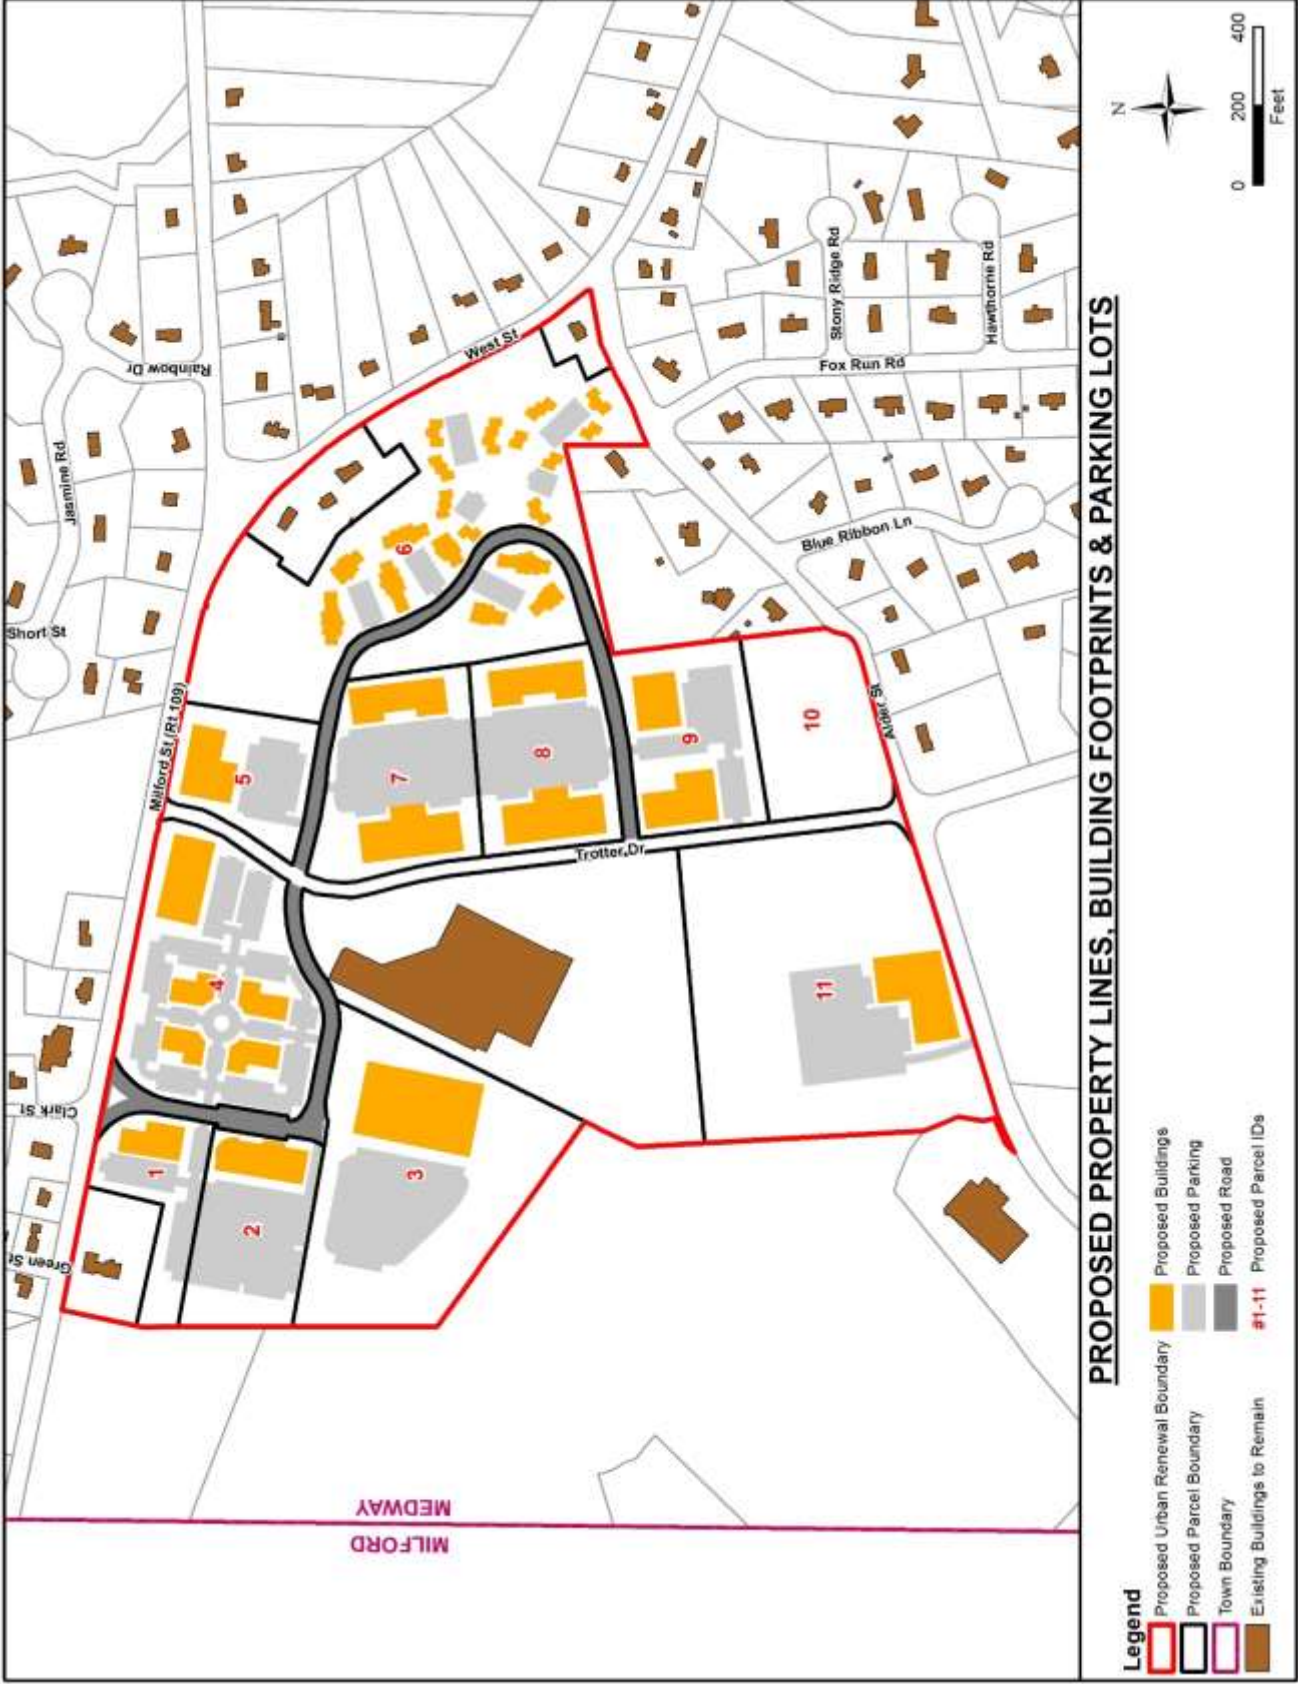 Green St
Clark St
Short St
Jasmine Rd
Rainbow Dr
Milford St (Rt 109)
West St
1
2
3
4
5
6
7
8
9
10
11
Trotter Dr
Alder St
Blue Ribbon Ln
Fox Run Rd
Stony Ridge Rd
Hawthorne Rd
MILFORD
MEDWAY
PROPOSED PROPERTY LINES, BUILDING FOOTPRINTS & PARKING LOTS
Legend
Proposed Urban Renewal Boundary
Proposed Parcel Boundary
Town Boundary
Existing Buildings to Remain
Proposed Buildings
Proposed Parking
Proposed Road
#1-11 Proposed Parcel IDs
N
0 200 400
Feet